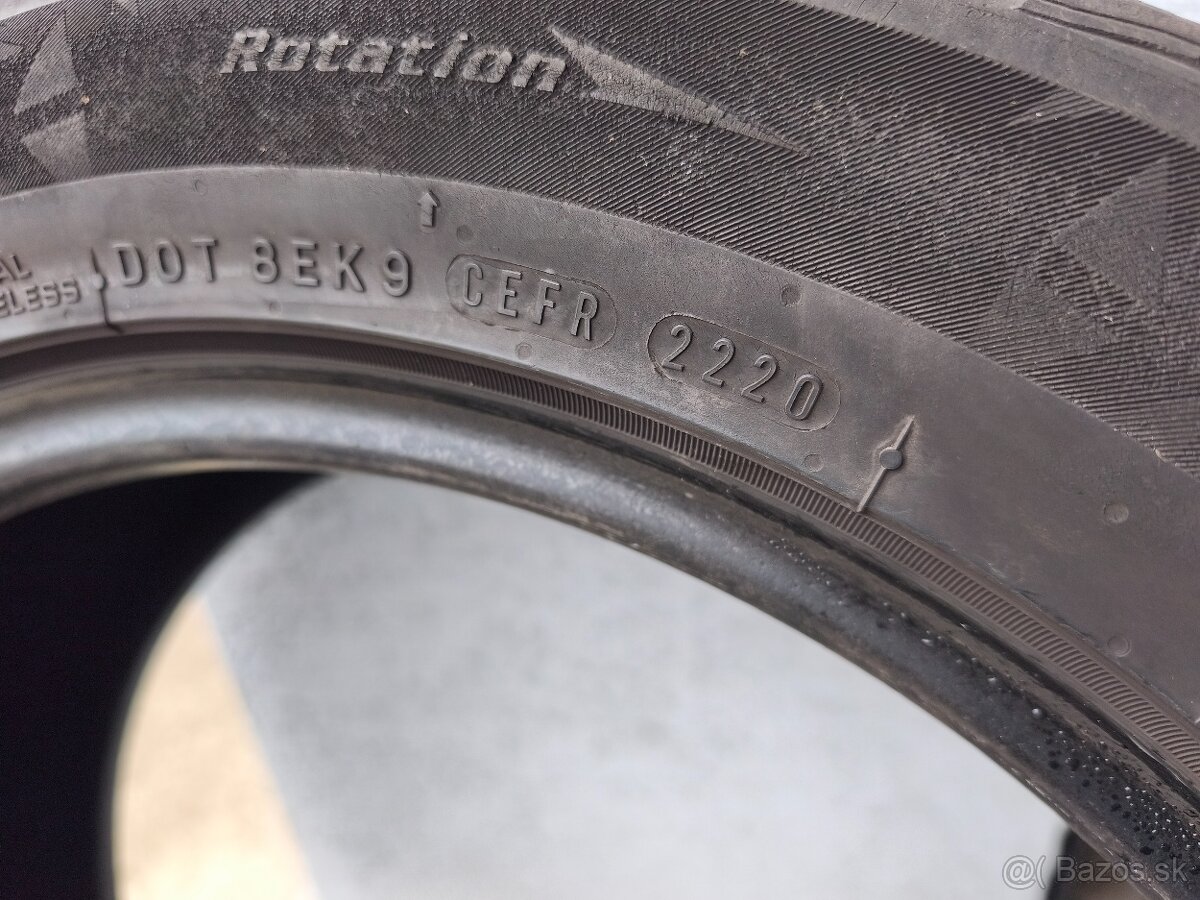 Rotation
DOT 8EK9 CEFR 2220
@( Bazos.sk